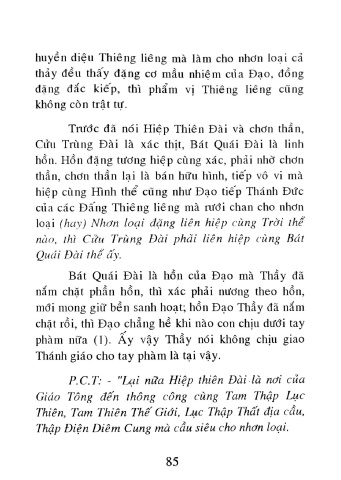 huyền diệu Thiêng liêng mà làm cho nhơn loại cả
thảy đều thấy đặng cơ mầu nhiệm của Đạo, đồng
đặng đắc kiếp, thì phẩm vị Thiêng liêng cũng
không còn trật tự.
Trước đã nói Hiệp Thiên Đài và chơn thần,
Cửu Trùng Đài là xác thịt, Bát Quái Đài là linh
hồn. Hồn đặng tương hiệp cùng xác, phải nhờ chơn
thần, chơn thần lại là bán hữu hình, tiếp vô vi mà
hiệp cùng Hình thể cũng như Đạo tiếp Thánh Đức
của các Đấng Thiêng liêng mà rưới chan cho nhơn
loại (hay) Nhơn loại đặng liên hiệp cùng Trời thể
nào, thì Cửu Trùng Đài phải liên hiệp cùng Bát
Quái Đài thể ấy.
Bát Quái Đài là hồn của Đạo mà Thầy đã
nắm chặt phần hồn, thì xác phải nương theo hồn,
mới mong giữ bền sanh hoạt; hồn Đạo Thầy đã nắm
chặt rồi, thì Đạo chẳng hề khi nào con chịu dưới tay
phàm nữa (1). Ấy vậy Thầy nói không chịu giao
Thánh giáo cho tay phàm là tại vậy.
P.C.T: - "Lại nữa Hiệp thiên Đài là nơi của
Giáo Tông đến thông công cùng Tam Thập Lục
Thiên, Tam Thiên Thế Giới, Lục Thập Thất địa cầu,
Thập Điện Diêm Cung mà cầu siêu cho nhơn loại.
85